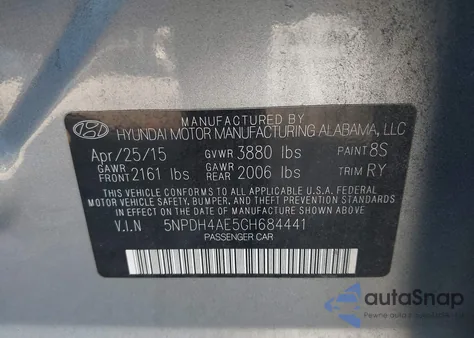 MANUFACTURED BY
HYUNDAI MOTOR MANUFACTURING ALABAMA, LLC
Apr/25/15 GVWR 3880 lbs PAINT 8S
GAWR FRONT 2161 lbs GAWR REAR 2006 lbs TRIM RY
THIS VEHICLE CONFORMS TO ALL APPLICABLE U.S.A. FEDERAL
MOTOR VEHICLE SAFETY, BUMPER, AND THEFT PREVENTION STANDARDS
IN EFFECT ON THE DATE OF MANUFACTURE SHOWN ABOVE.
V.I.N 5NPDH4AE5GH684441
PASSENGER CAR
autoSnap
Pewne auta z